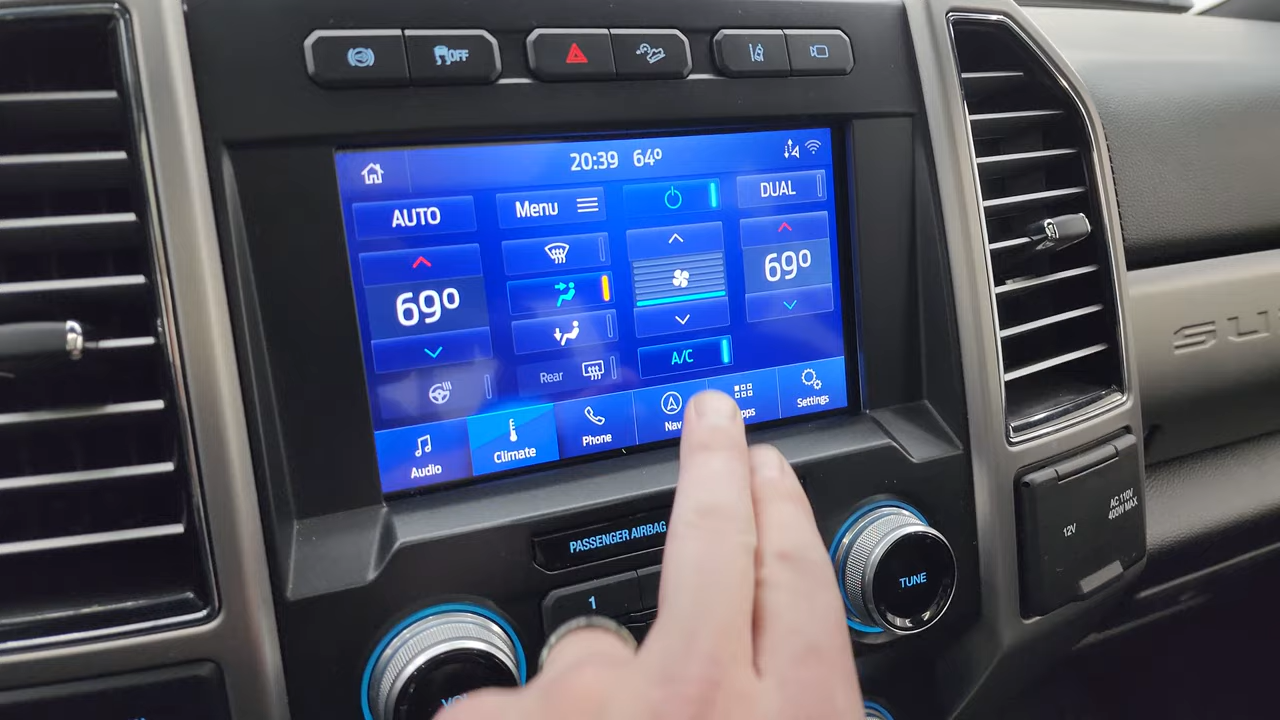 OFF
20:39 64º
AUTO
Menu
DUAL
69º
69º
A/C
Rear
Audio
Climate
Phone
Nav
Settings
PASSENGER AIRBAG
1
TUNE
12V
AC 110V
400W MAX